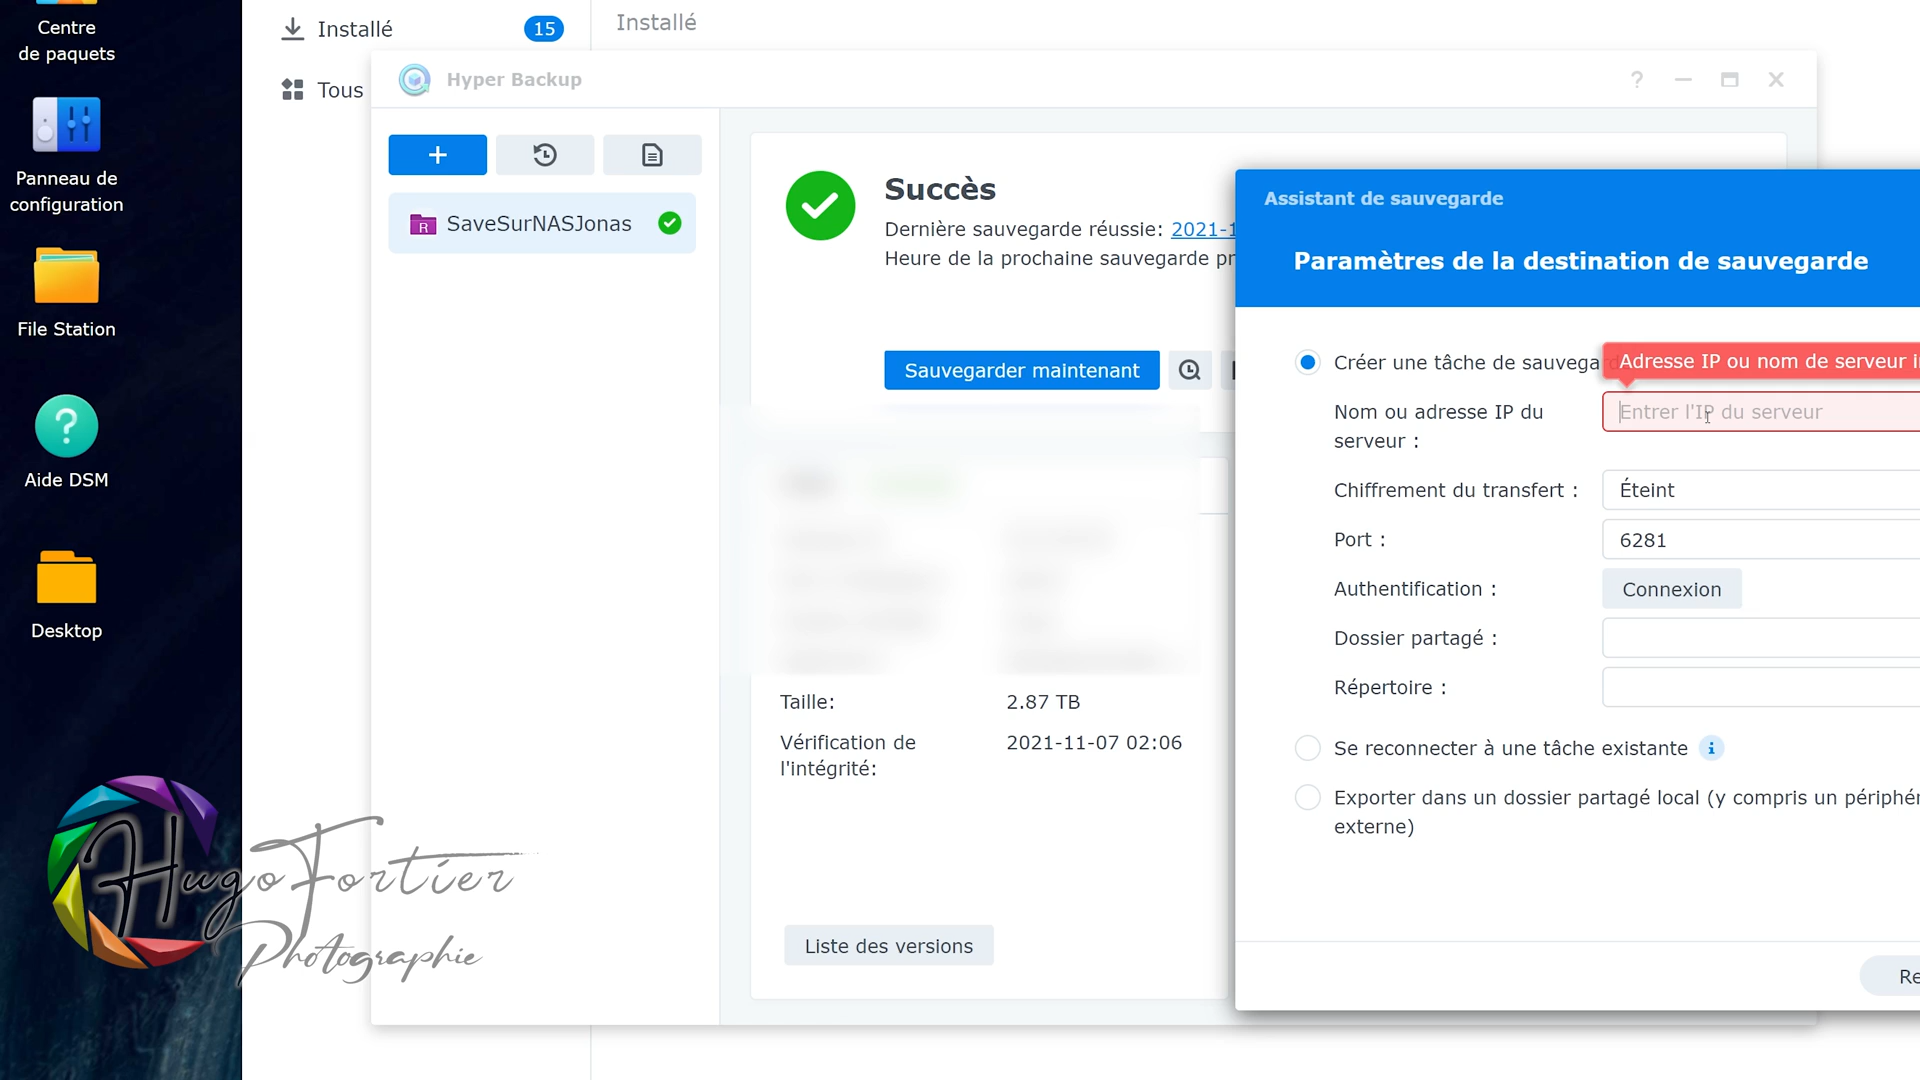 Centre
de paquets
Panneau de
configuration
File Station
?
Aide DSM
Desktop
Installé
15
Tous
Installé
Hyper Backup
?
+
SaveSurNASJonas
R
Succès
Dernière sauvegarde réussie: 2021-1
Heure de la prochaine sauvegarde pr
Sauvegarder maintenant
Taille:
2.87 TB
Vérification de
l'intégrité:
2021-11-07 02:06
Liste des versions
Assistant de sauvegarde
Paramètres de la destination de sauvegarde
Créer une tâche de sauvegard
Adresse IP ou nom de serveur i
Nom ou adresse IP du
serveur :
Entrer l'IP du serveur
Chiffrement du transfert :
Éteint
Port :
6281
Authentification :
Connexion
Dossier partagé :
Répertoire :
Se reconnecter à une tâche existante
i
Exporter dans un dossier partagé local (y compris un périphér
externe)
Re
Hugo Fortier
Photographie